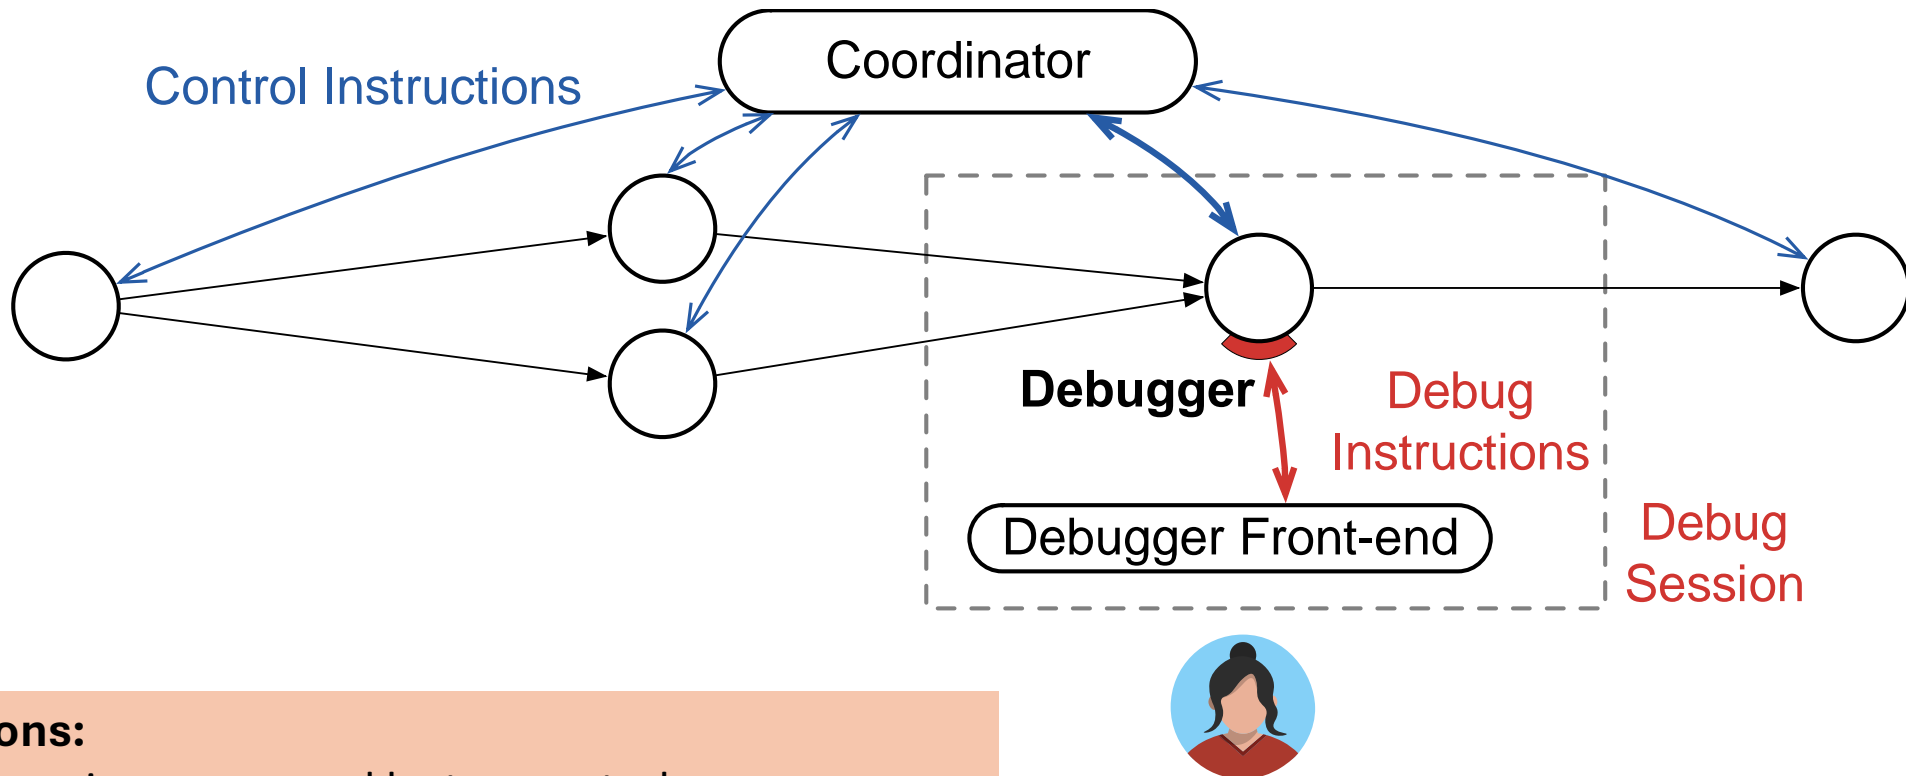 Coordinator
Control Instructions
Debugger
Debug
Instructions
Debugger Front-end
Debug
Session
ons: